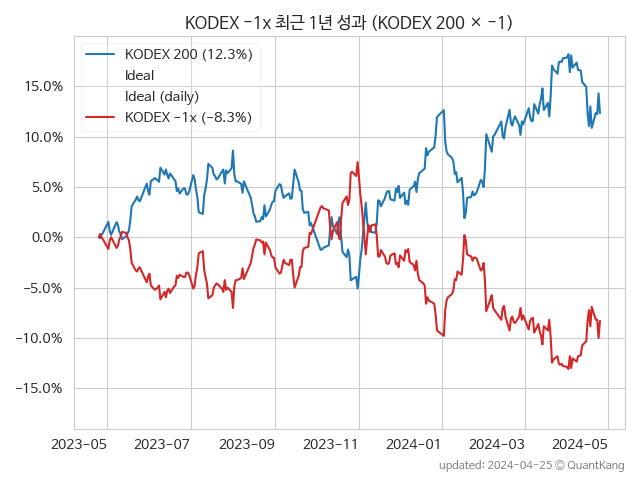 KODEX −1x 최근 1년 성과 (KODEX 200 × −1)
KODEX 200 (12.3%)
Ideal
Ideal (daily)
KODEX −1x (−8.3%)
15.0%
10.0%
5.0%
0.0%
−5.0%
−10.0%
−15.0%
2023−05 2023−07 2023−09 2023−11 2024−01 2024−03 2024−05
updated: 2024−04−25 © QuantKang